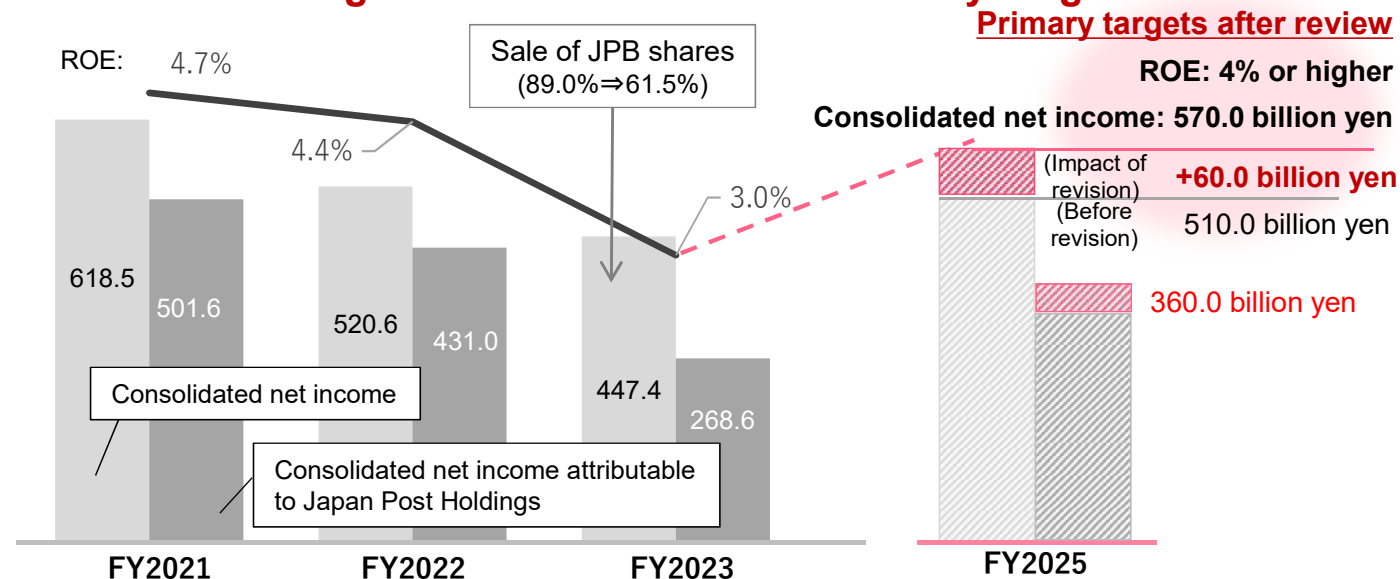 Primary targets after review
ROE: 4% or higher
Consolidated net income: 570.0 billion yen
ROE:
4.7%
4.4%
3.0%
Sale of JPB shares
(89.0%⇒61.5%)
(Impact of
revision)
+60.0 billion yen
(Before
revision)
510.0 billion yen
360.0 billion yen
618.5
501.6
520.6
431.0
447.4
268.6
Consolidated net income
Consolidated net income attributable
to Japan Post Holdings
FY2021
FY2022
FY2023
FY2025